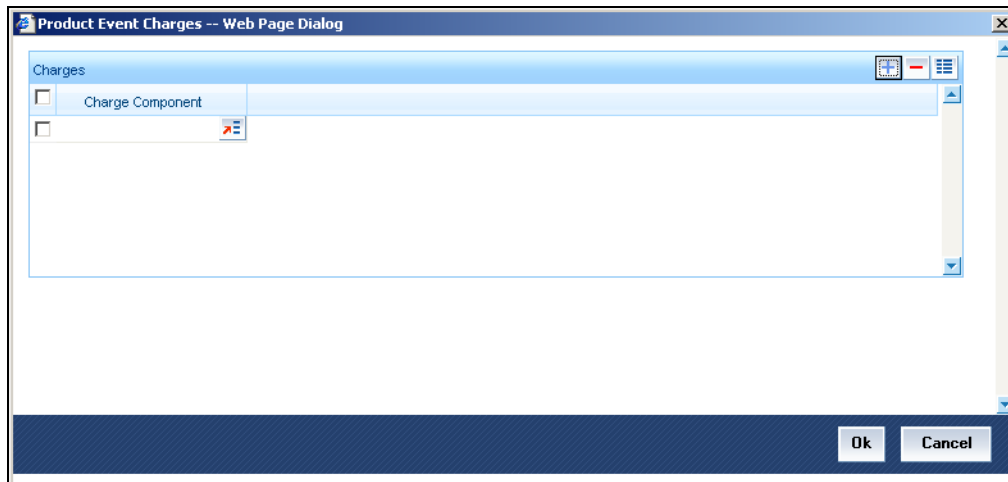 Product Event Charges -- Web Page Dialog
Charges
Charge Component
Ok Cancel